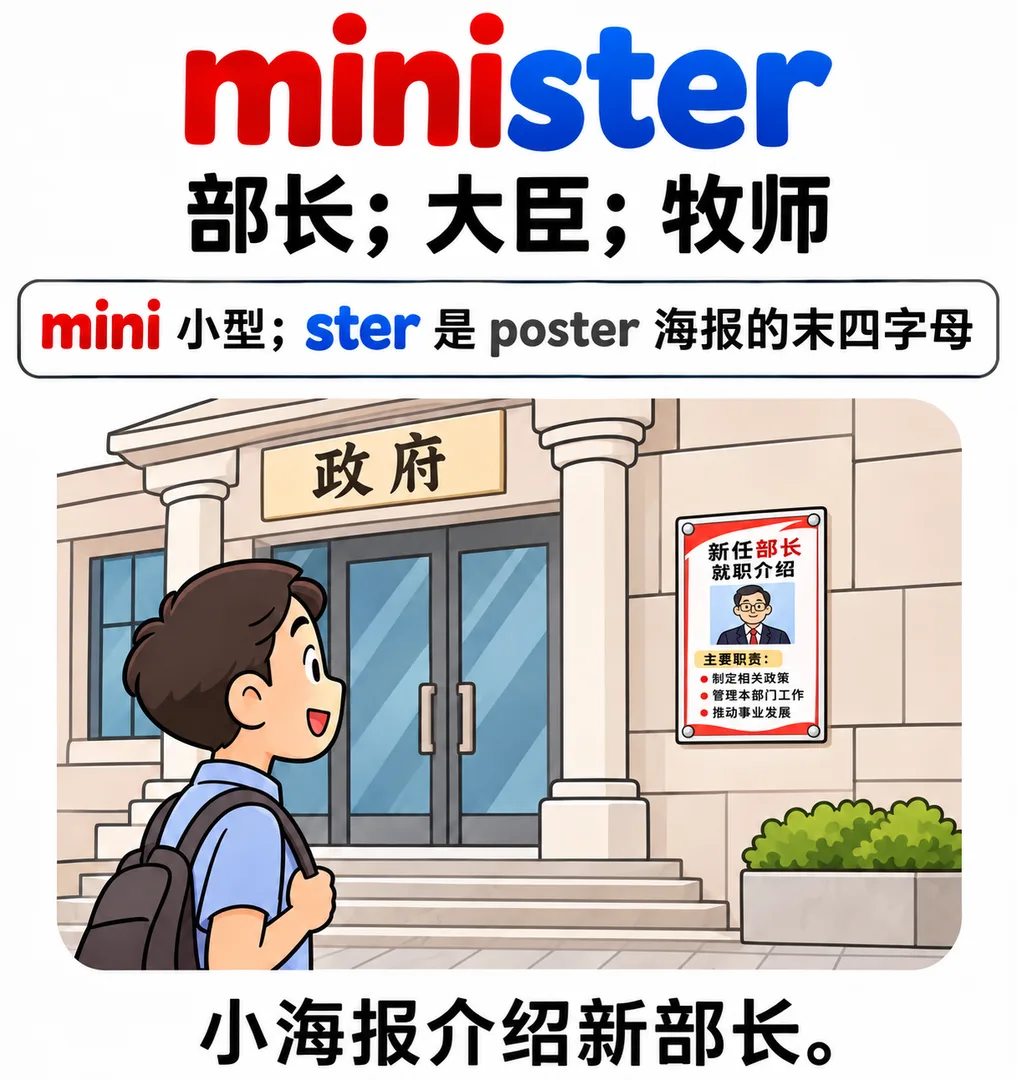 minister
部长；大臣；牧师
mini 小型；ster 是 poster 海报的末四字母
政府
新任部长
就职介绍
主要职责：
制定相关政策
管理本部门工作
推动事业发展
小海报介绍新部长。